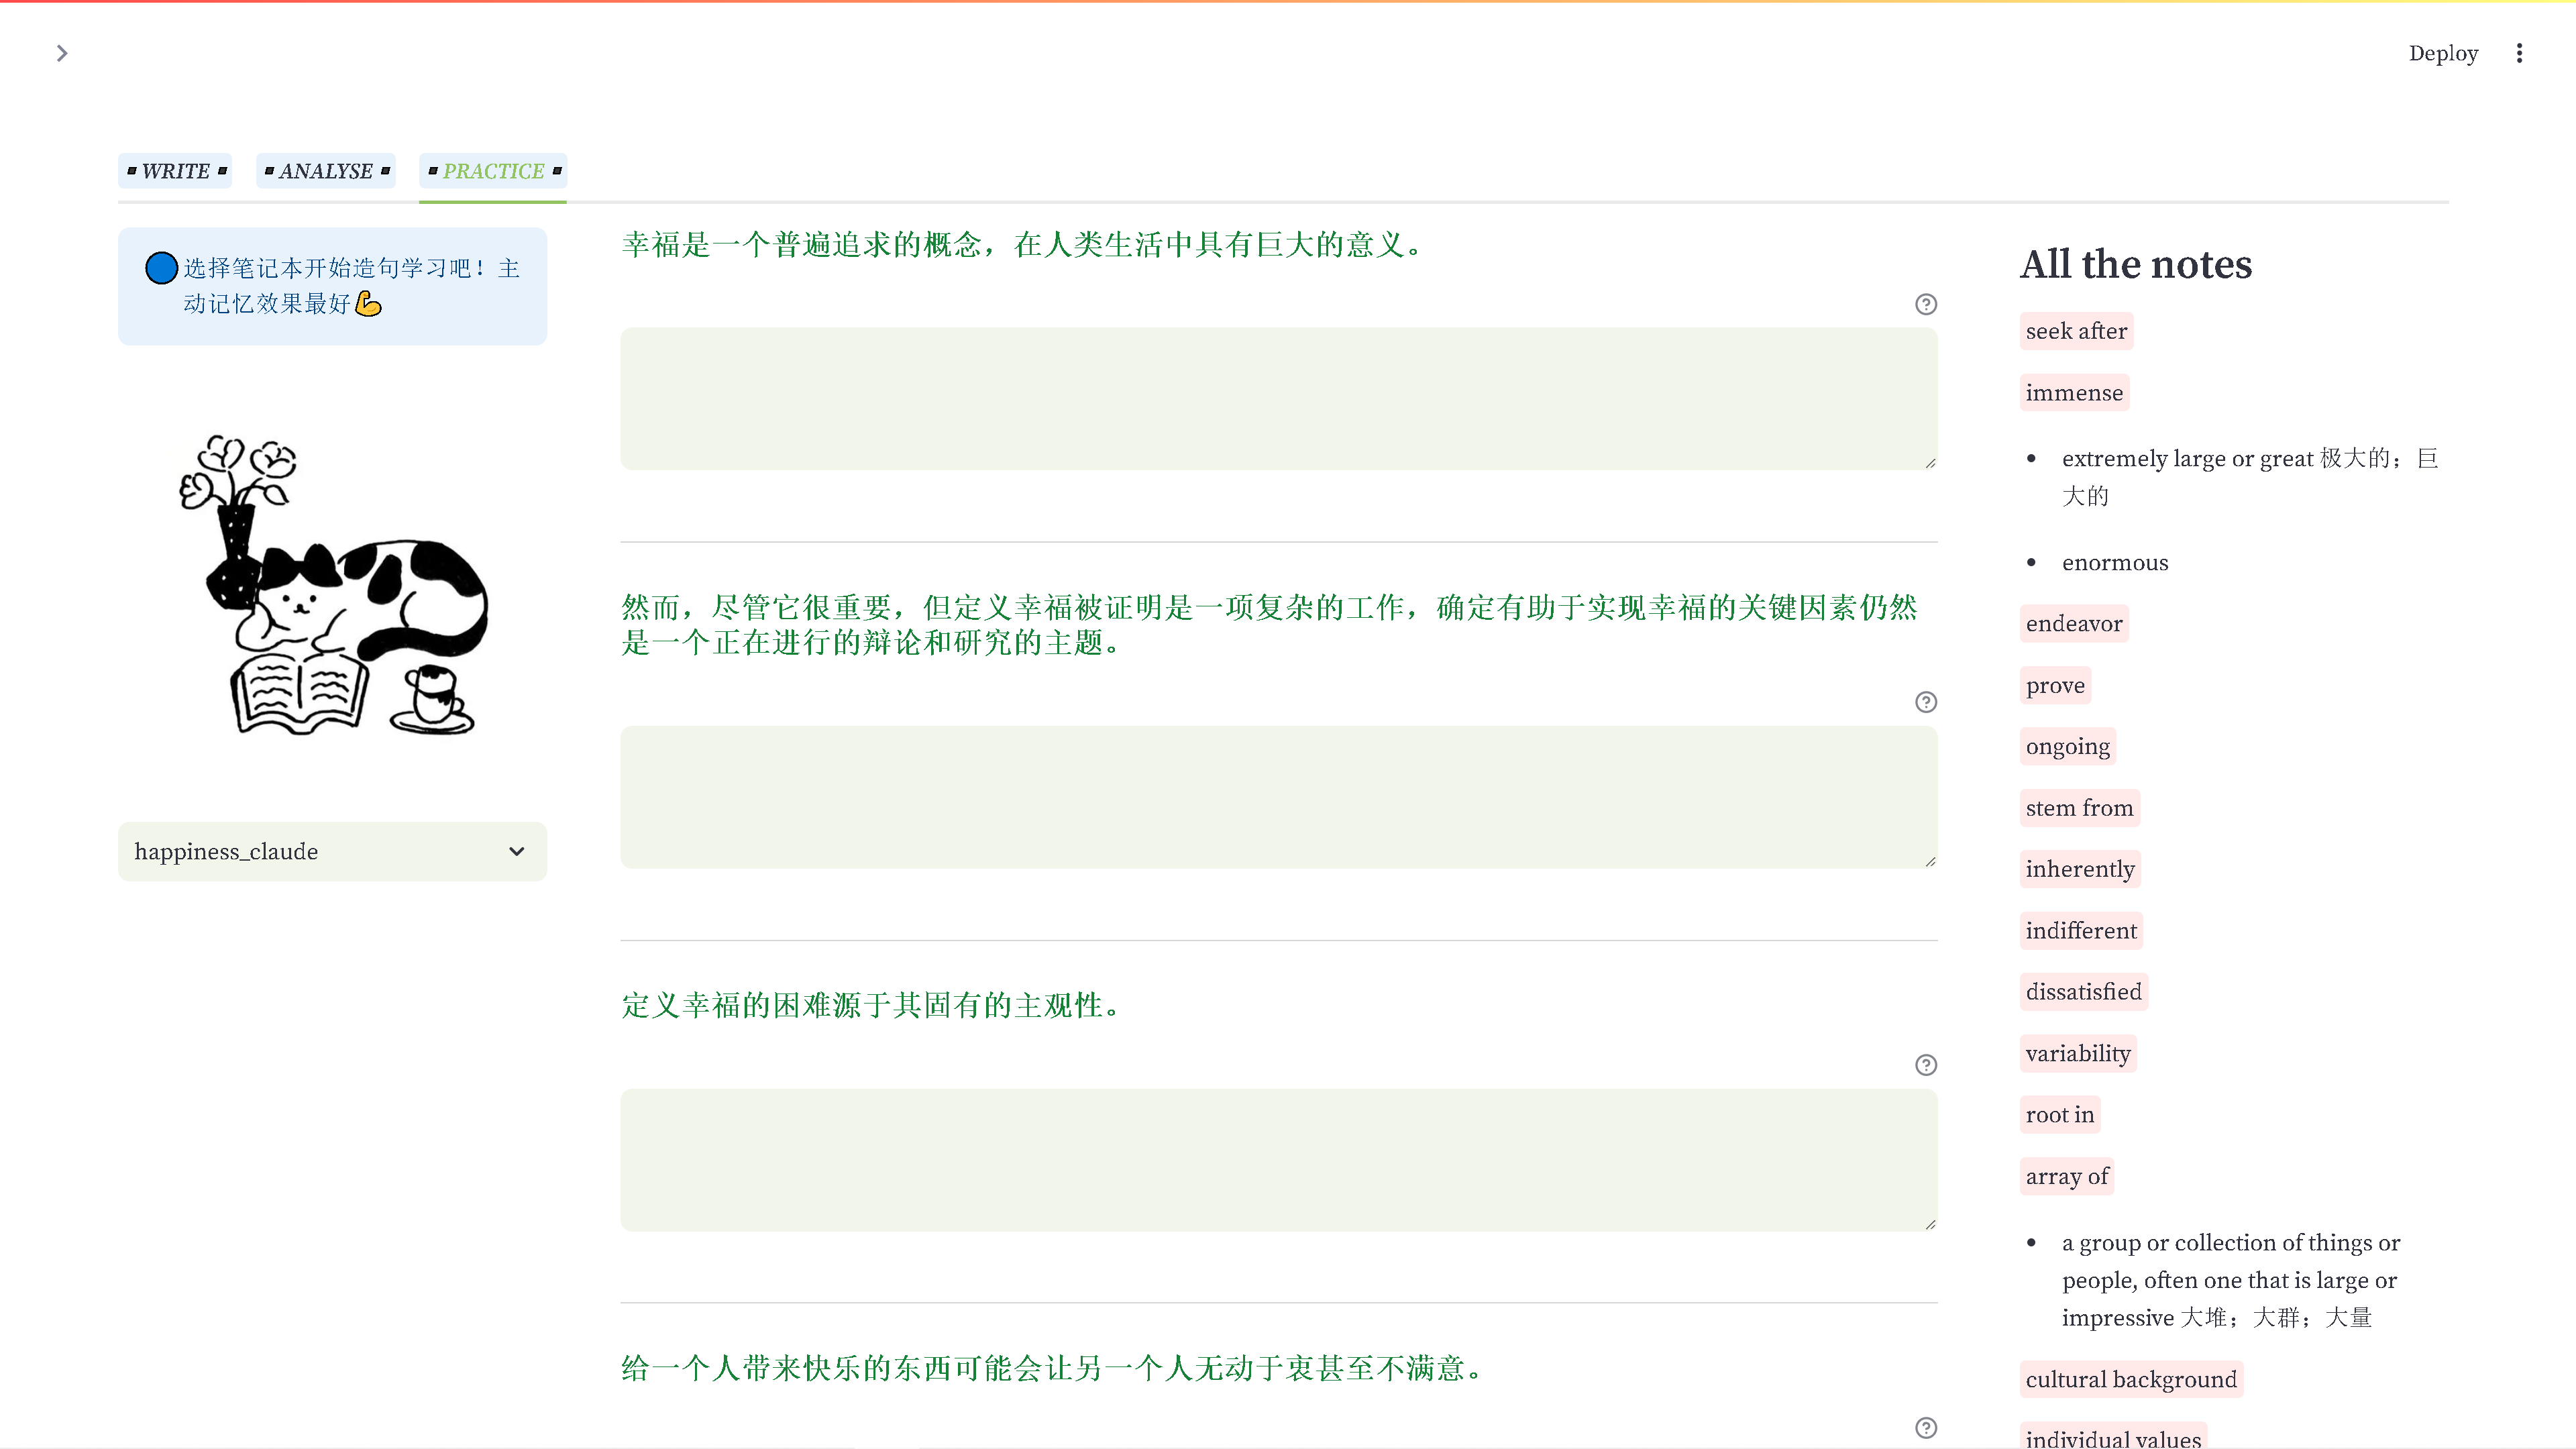 Deploy
WRITE
ANALYSE
PRACTICE
选择笔记本开始造句学习吧！主
动记忆效果最好💪
happiness_claude
幸福是一个普遍追求的概念，在人类生活中具有巨大的意义。
然而，尽管它很重要，但定义幸福被证明是一项复杂的工作，确定有助于实现幸福的关键因素仍然
是一个正在进行的辩论和研究的主题。
定义幸福的困难源于其固有的主观性。
给一个人带来快乐的东西可能会让另一个人无动于衷甚至不满意。
All the notes
seek after
immense
extremely large or great 极大的；巨
大的
enormous
endeavor
prove
ongoing
stem from
inherently
indifferent
dissatisfied
variability
root in
array of
a group or collection of things or
people, often one that is large or
impressive 大堆；大群；大量
cultural background
individual values